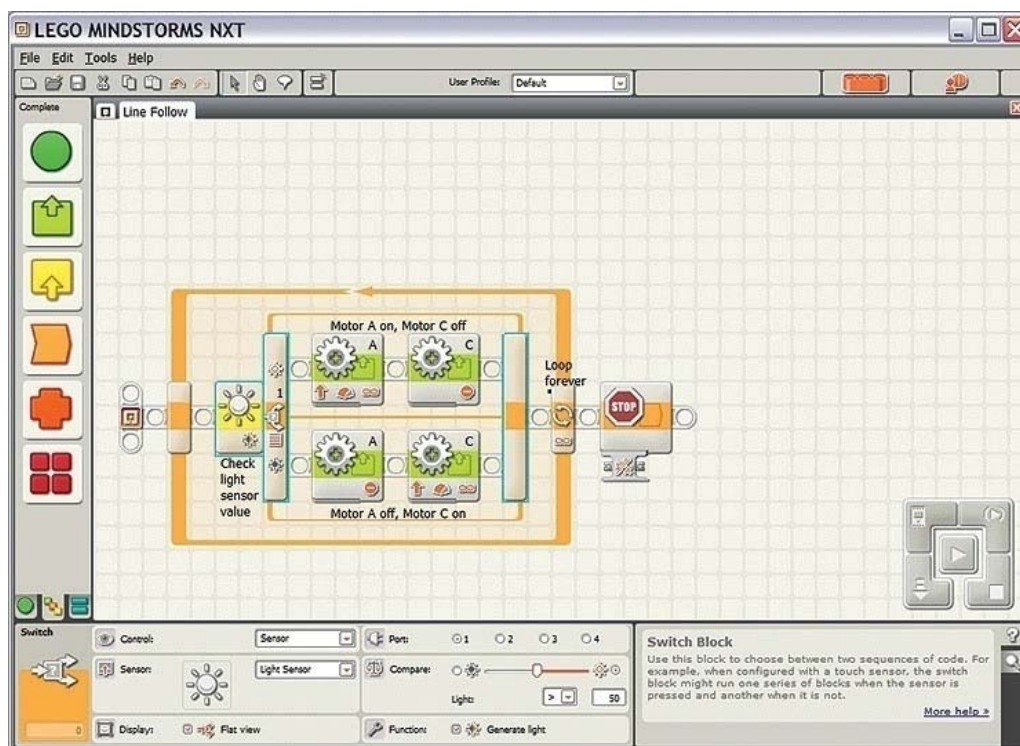 LEGO MINDSTORMS NXT
File Edit Tools Help
User Profile: Default
Complete
Line Follow
Motor A on, Motor C off
A
C
1
Loop
forever
STOP
A
C
Check
light
sensor
value
Motor A off, Motor C on
Switch
Control: Sensor
Port: 1 2 3 4
Sensor: Light Sensor
Compare:
Light: > 50
Display: Flat view
Function: Generate light
0
Switch Block
Use this block to choose between two sequences of code. For
example, when configured with a touch sensor, the switch
block might run one series of blocks when the sensor is
pressed and another when it is not.
More help »
?